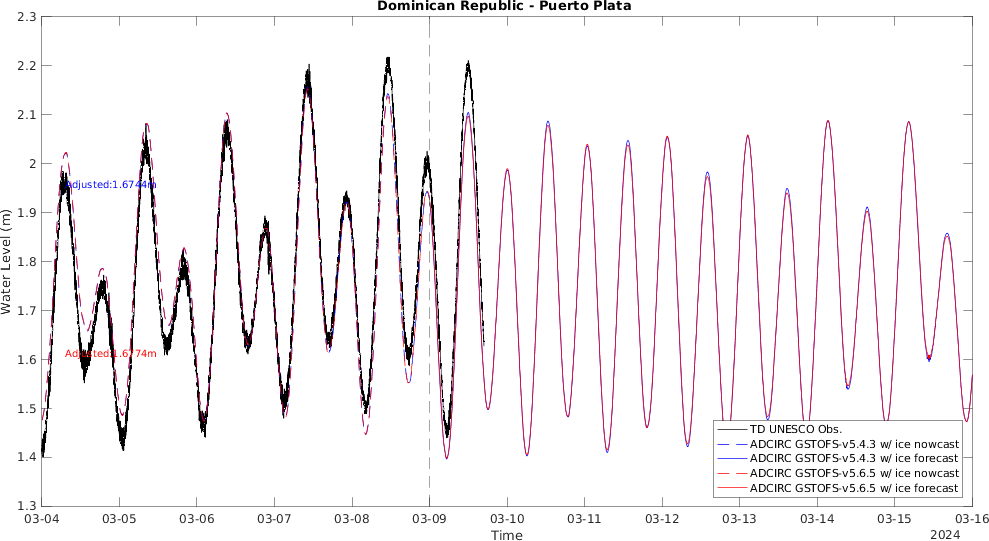 Dominican Republic - Puerto Plata
Water Level (m)
2.3
2.2
2.1
2
1.9
1.8
1.7
1.6
1.5
1.4
1.3
Adjusted:1.6744m
Adjusted:1.6774m
TD UNESCO Obs.
ADCIRC GSTOFS-v5.4.3 w/ ice nowcast
ADCIRC GSTOFS-v5.4.3 w/ ice forecast
ADCIRC GSTOFS-v5.6.5 w/ ice nowcast
ADCIRC GSTOFS-v5.6.5 w/ ice forecast
03-04 03-05 03-06 03-07 03-08 03-09 03-10 03-11 03-12 03-13 03-14 03-15 03-16
Time
2024